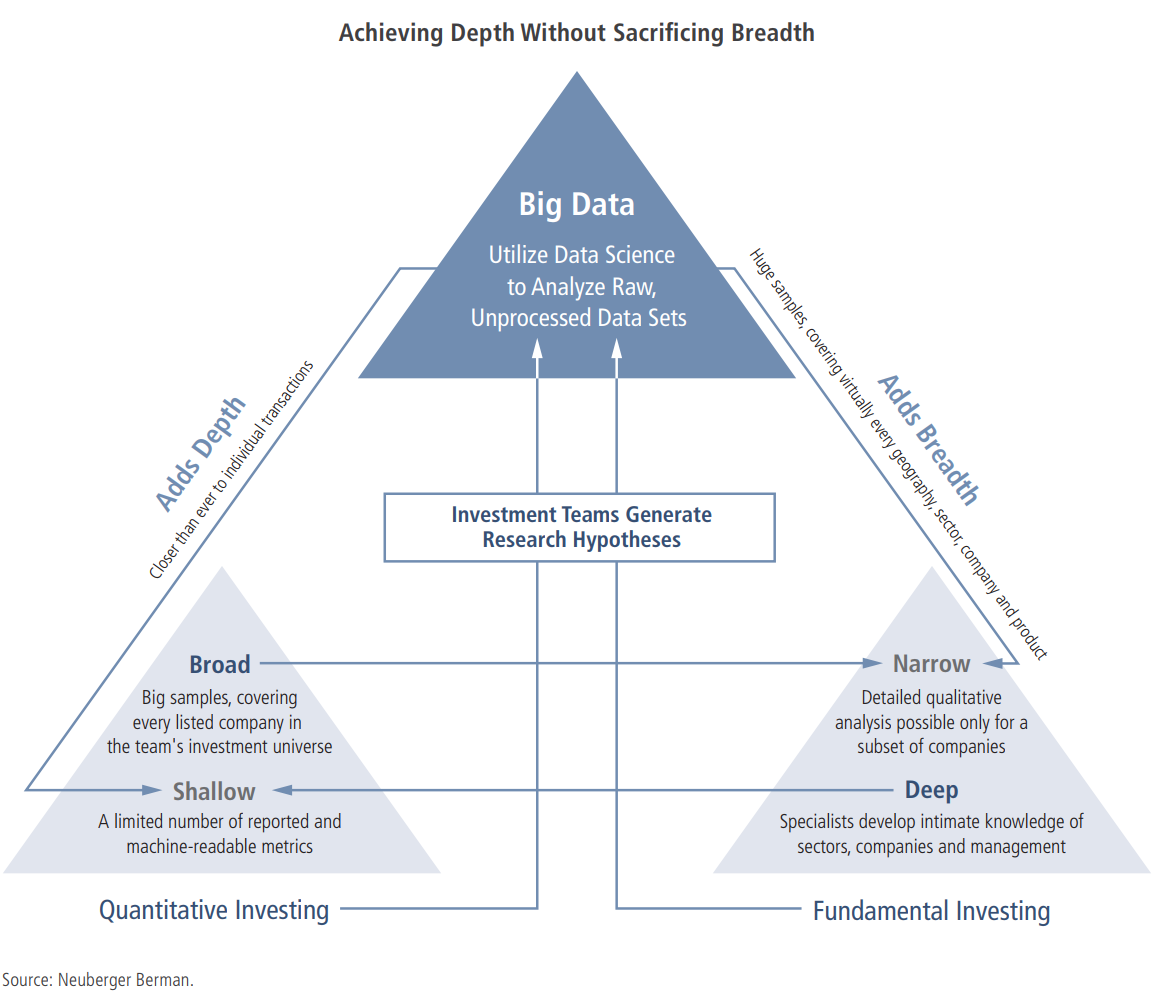 Achieving Depth Without Sacrificing Breadth
Big Data
Utilize Data Science
to Analyze Raw,
Unprocessed Data Sets
Adds Depth
Closer than ever to individual transactions
Huge samples, covering virtually every geography, sector, company and product
Adds Breadth
Investment Teams Generate
Research Hypotheses
Broad
Big samples, covering
every listed company in
the team's investment universe
Shallow
A limited number of reported and
machine-readable metrics
Narrow
Detailed qualitative
analysis possible only for a
subset of companies
Deep
Specialists develop intimate knowledge of
sectors, companies and management
Quantitative Investing
Fundamental Investing
Source: Neuberger Berman.